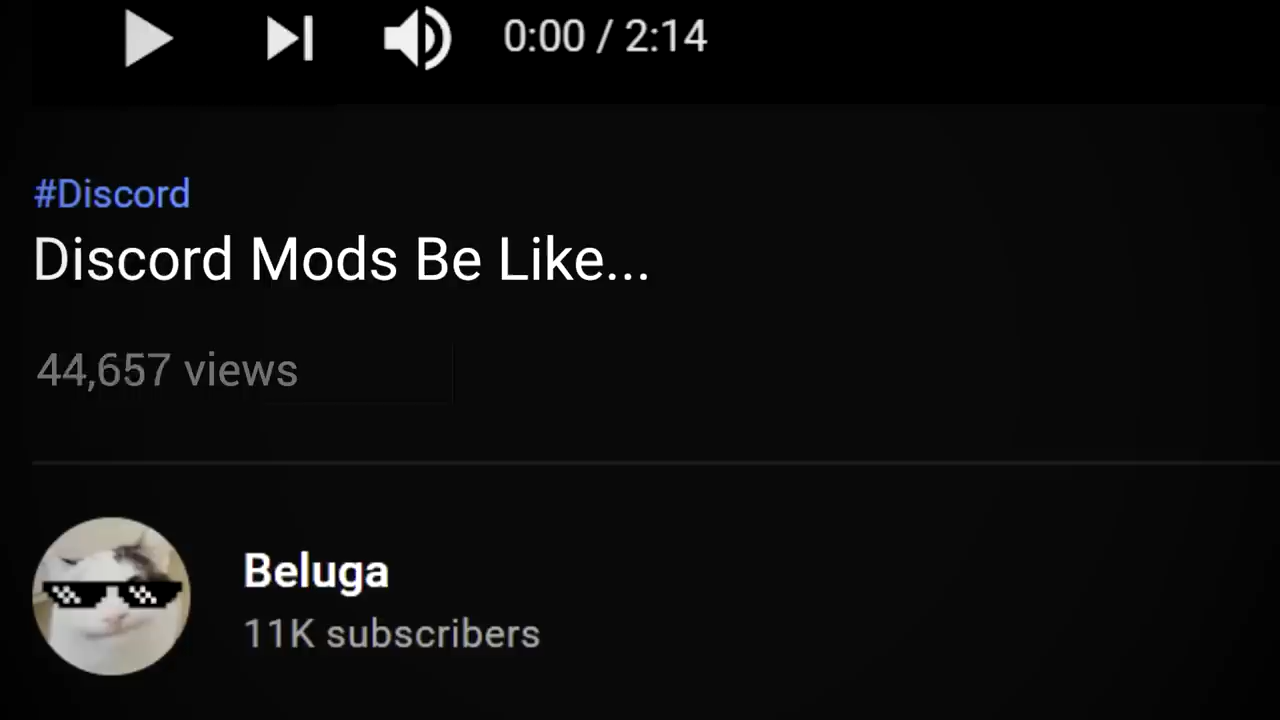 0:00 / 2:14
#Discord
Discord Mods Be Like...
44,657 views
Beluga
11K subscribers